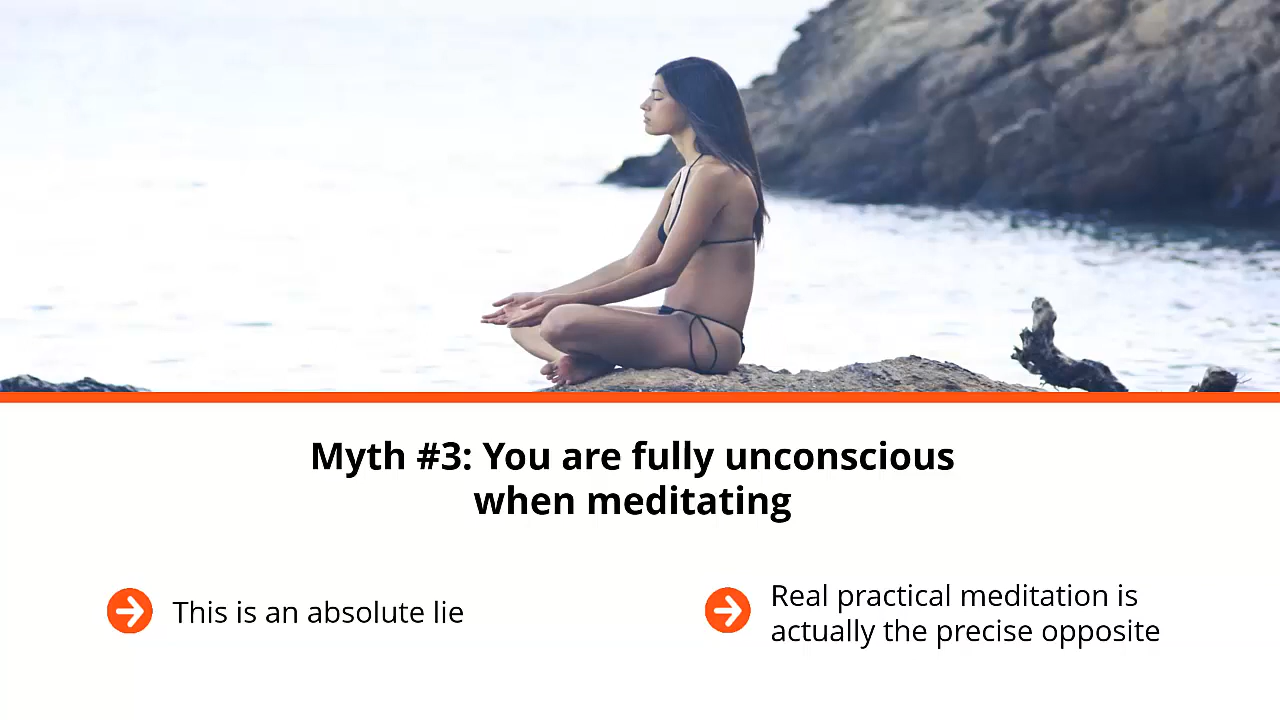 Myth #3: You are fully unconscious
when meditating
This is an absolute lie
Real practical meditation is
actually the precise opposite